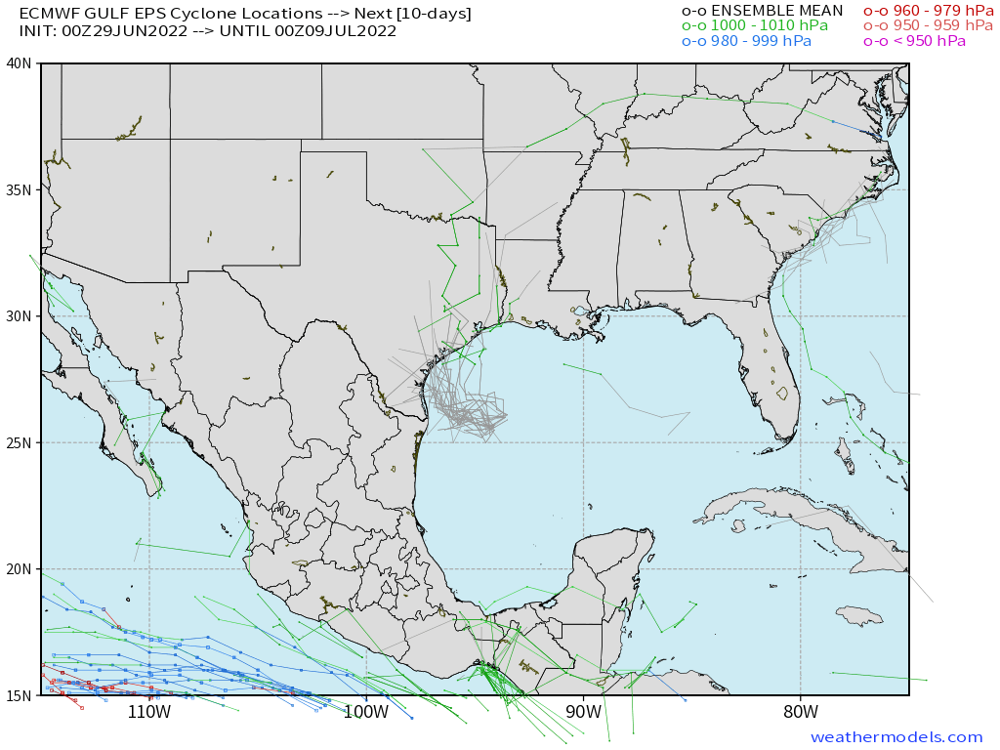 ECMWF GULF EPS Cyclone Locations --> Next [10-days]
INIT: 00Z29JUN2022 --> UNTIL 00Z09JUL2022
o-o ENSEMBLE MEAN
o-o 1000 - 1010 hPa
o-o 980 - 999 hPa
o-o 960 - 979 hPa
o-o 950 - 959 hPa
o-o < 950 hPa
40N
35N
30N
25N
20N
15N
110W
100W
90W
80W
weathermodels.com